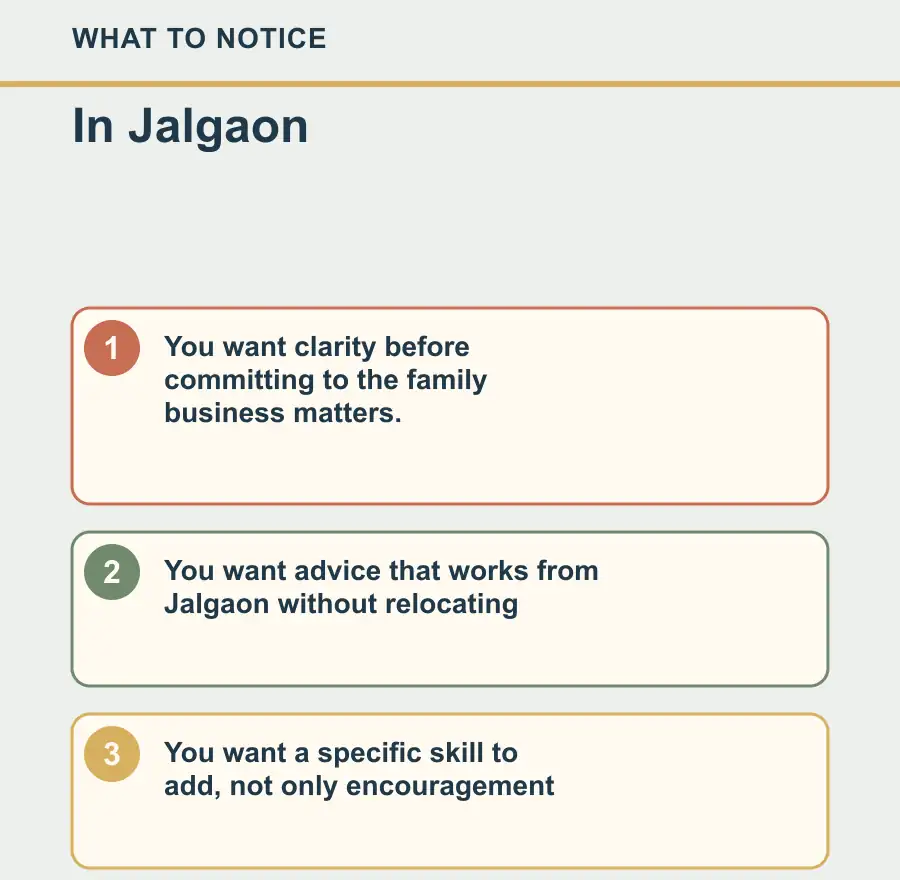 WHAT TO NOTICE
In Jalgaon
1
You want clarity before
committing to the family
business matters.
2
You want advice that works from
Jalgaon without relocating
3
You want a specific skill to
add, not only encouragement